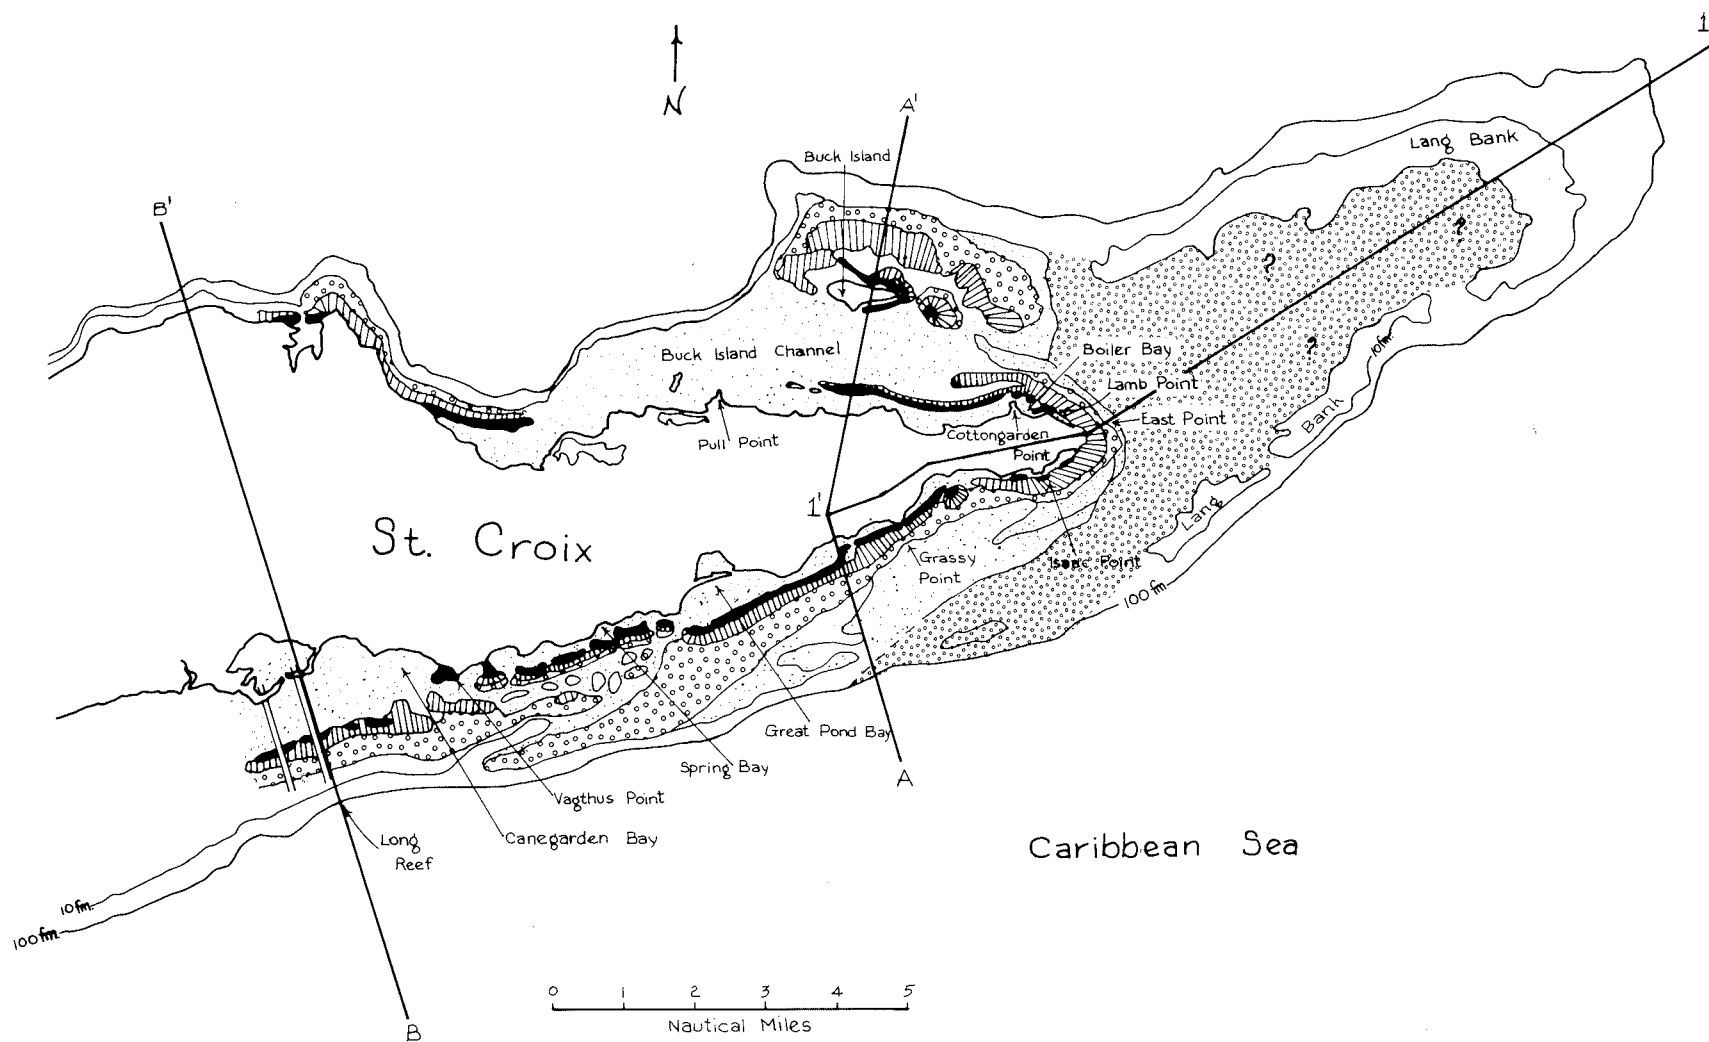 1
N
A'
Lang Bank
Buck Island
B'
?
?
?
Buck Island Channel
Boiler Bay
10fm.
Lamb Point
Bank
East Point
Pull Point
Cottongarden
Point
1'
Lang
St. Croix
Grassy
Point
Isaac Point
100fm
Great Pond Bay
Spring Bay
A
Vagthus Point
Long
Reef
Canegarden Bay
Caribbean Sea
10fm.
100fm
0 1 2 3 4 5
Nautical Miles
B